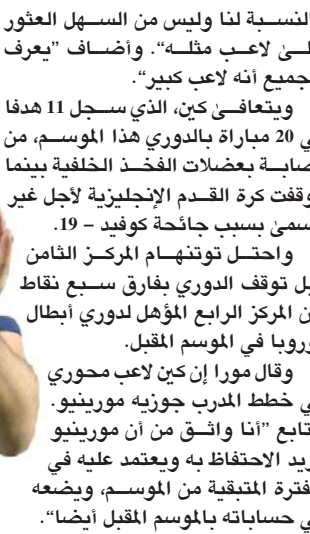 النسبة لنا وليس من السهل العثور
لاعب مثله". وأضاف "يعرف
جميع أنه لاعب كبير".
ويتعافى كين، الذي سجل 11 هدفا
20 مباراة بالدوري هذا الموسم، من
صابة بعضلات الفخذ الخلفية بينما
وقفت كرة القدم الإنجليزية لأجل غير
سمى بسبب جائحة كوفيد – 19.
واحتل توتنهام المركز الثامن
بل توقف الدوري بفارق سبع نقاط
ن المركز الرابع المؤهل لدوري أبطال
وروبا في الموسم المقبل.
وقال مورا إن كين لاعب محوري
ي خطط المدرب جوزيه مورينيو.
تابع "أنا واثق من أن مورينيو
ريد الاحتفاظ به ويعتمد عليه في
فترة المتبقية من الموسم، ويضعه
ي حساباته بالموسم المقبل أيضا".